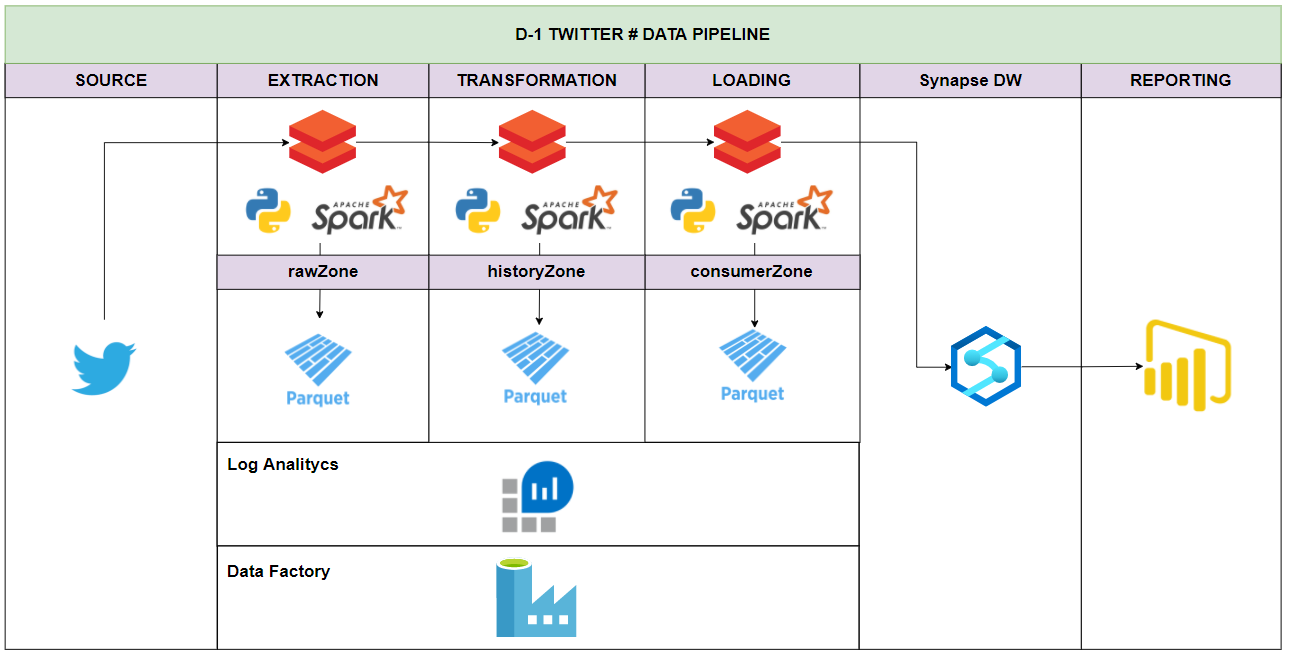 D-1 TWITTER # DATA PIPELINE
SOURCE
EXTRACTION
TRANSFORMATION
LOADING
Synapse DW
REPORTING
APACHE
Spark
APACHE
Spark
APACHE
Spark
rawZone
historyZone
consumerZone
Parquet
Parquet
Parquet
Log Analitycs
Data Factory